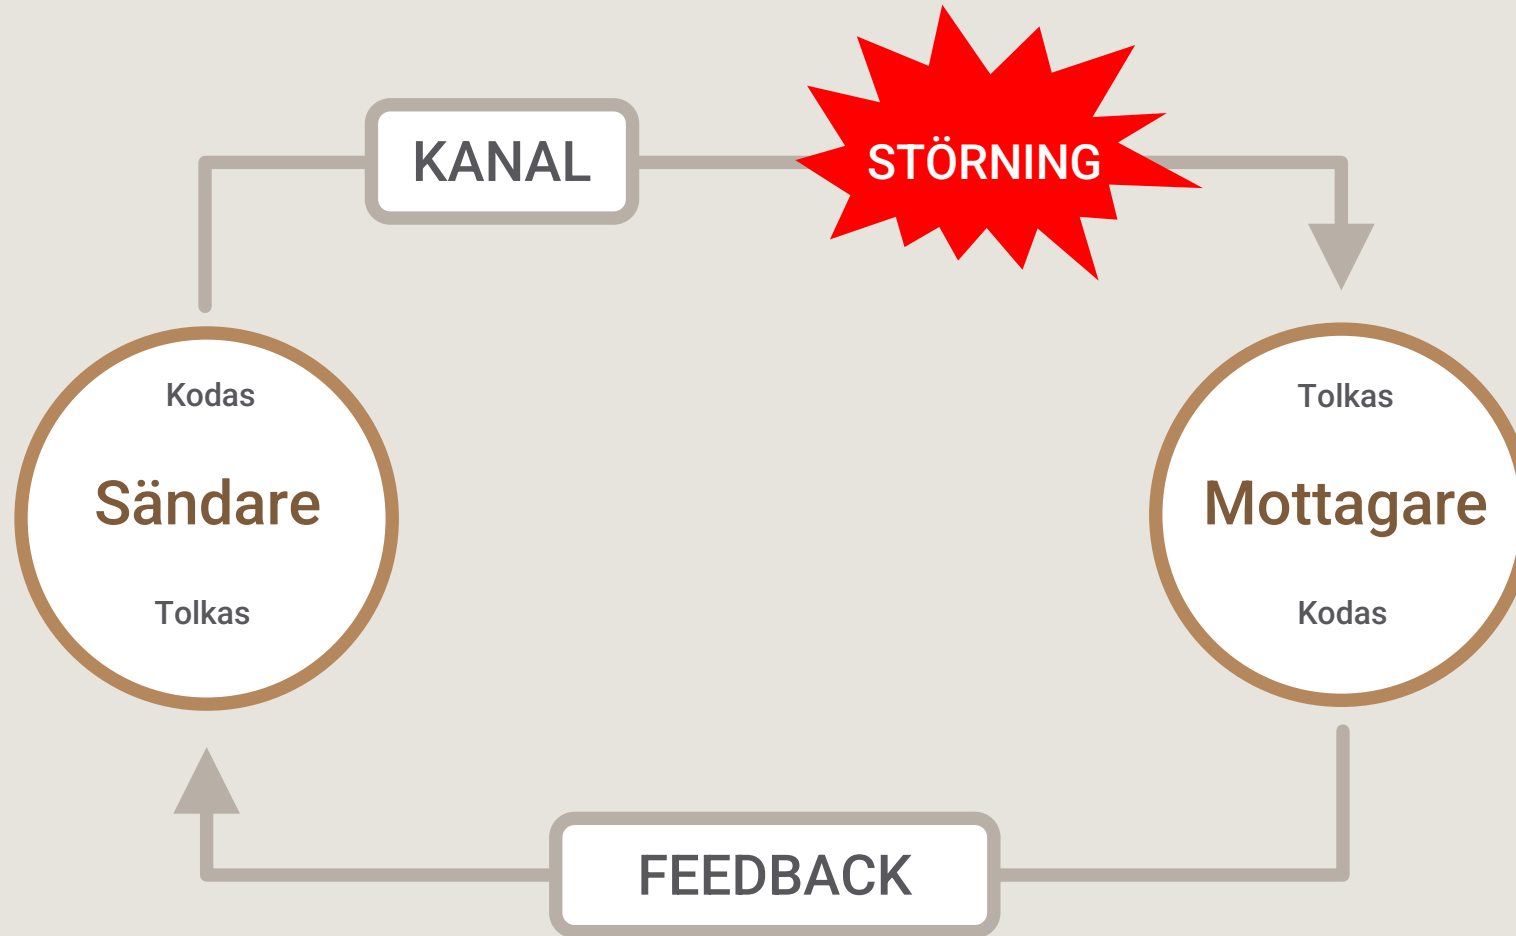 KANAL
STÖRNING
Kodas
Sändare
Tolkas
Tolkas
Mottagare
Kodas
FEEDBACK